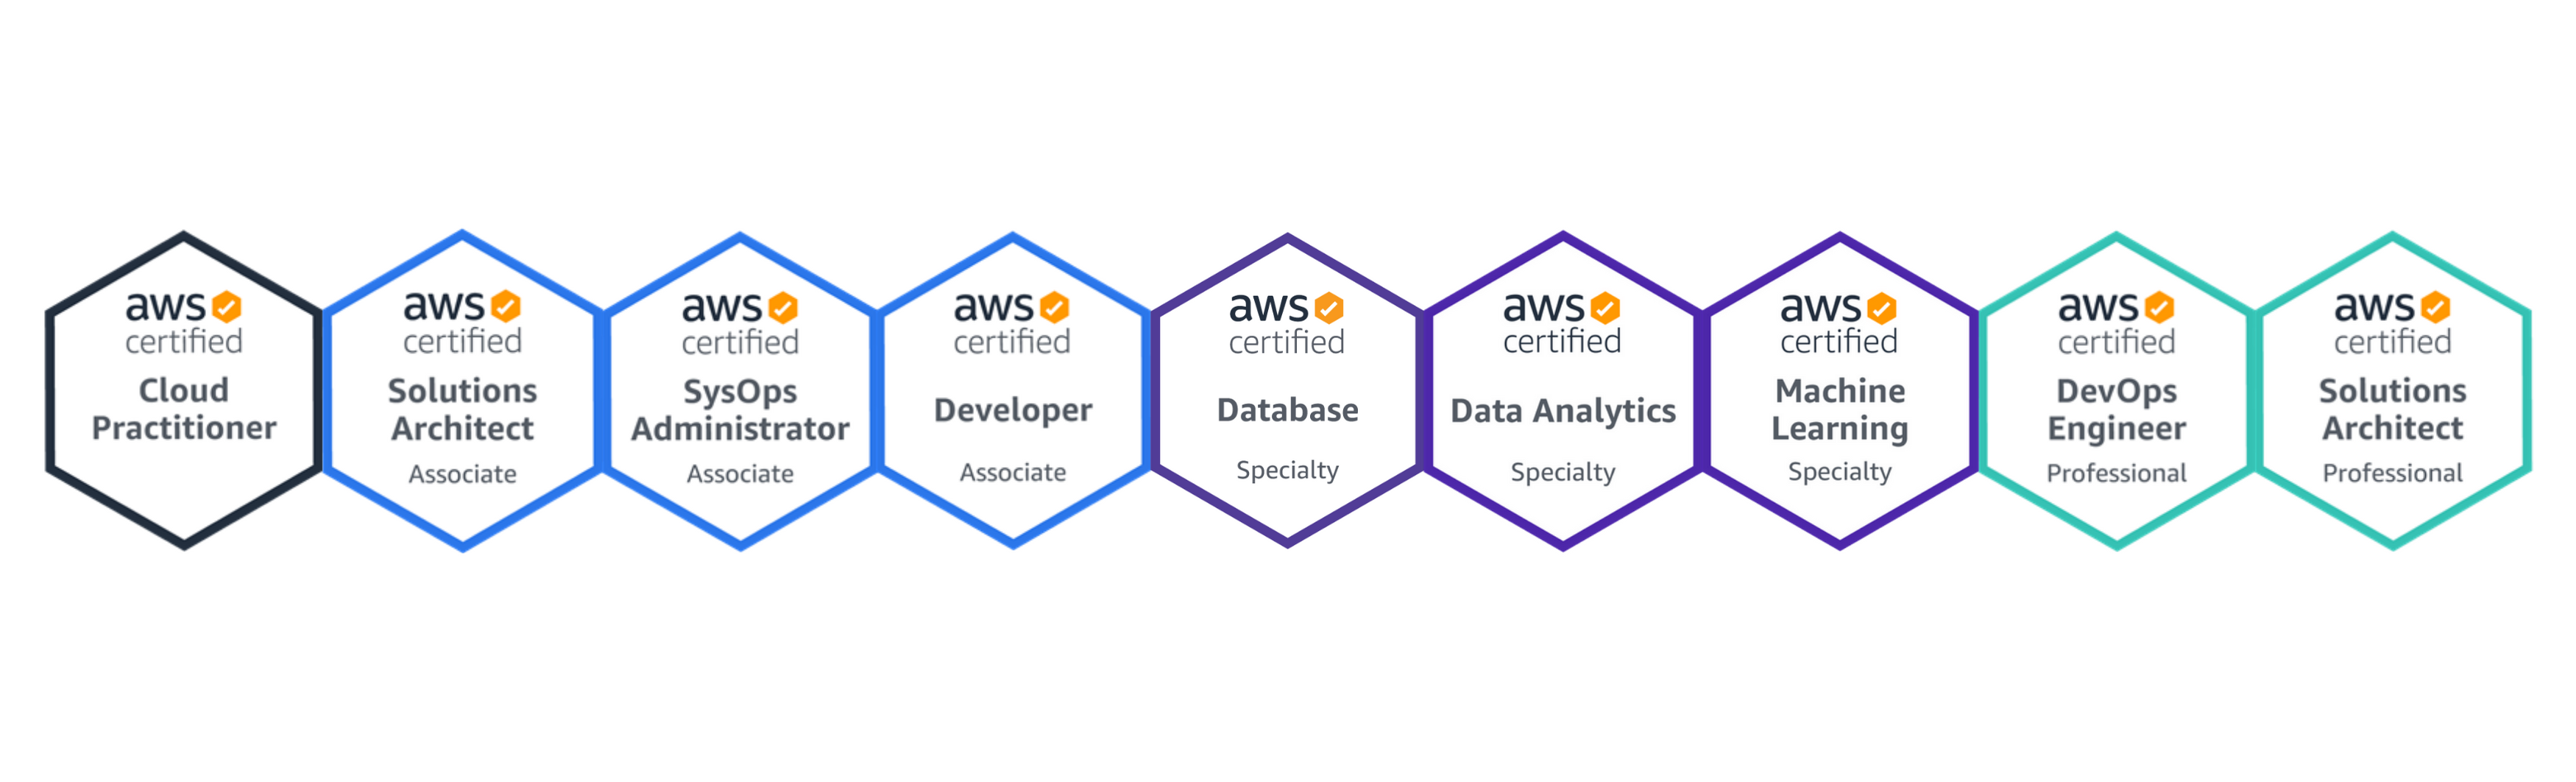 aws
certified
Cloud
Practitioner
aws
certified
Solutions
Architect
Associate
aws
certified
SysOps
Administrator
Associate
aws
certified
Developer
Associate
aws
certified
Database
Specialty
aws
certified
Data Analytics
Specialty
aws
certified
Machine
Learning
Specialty
aws
certified
DevOps
Engineer
Professional
aws
certified
Solutions
Architect
Professional